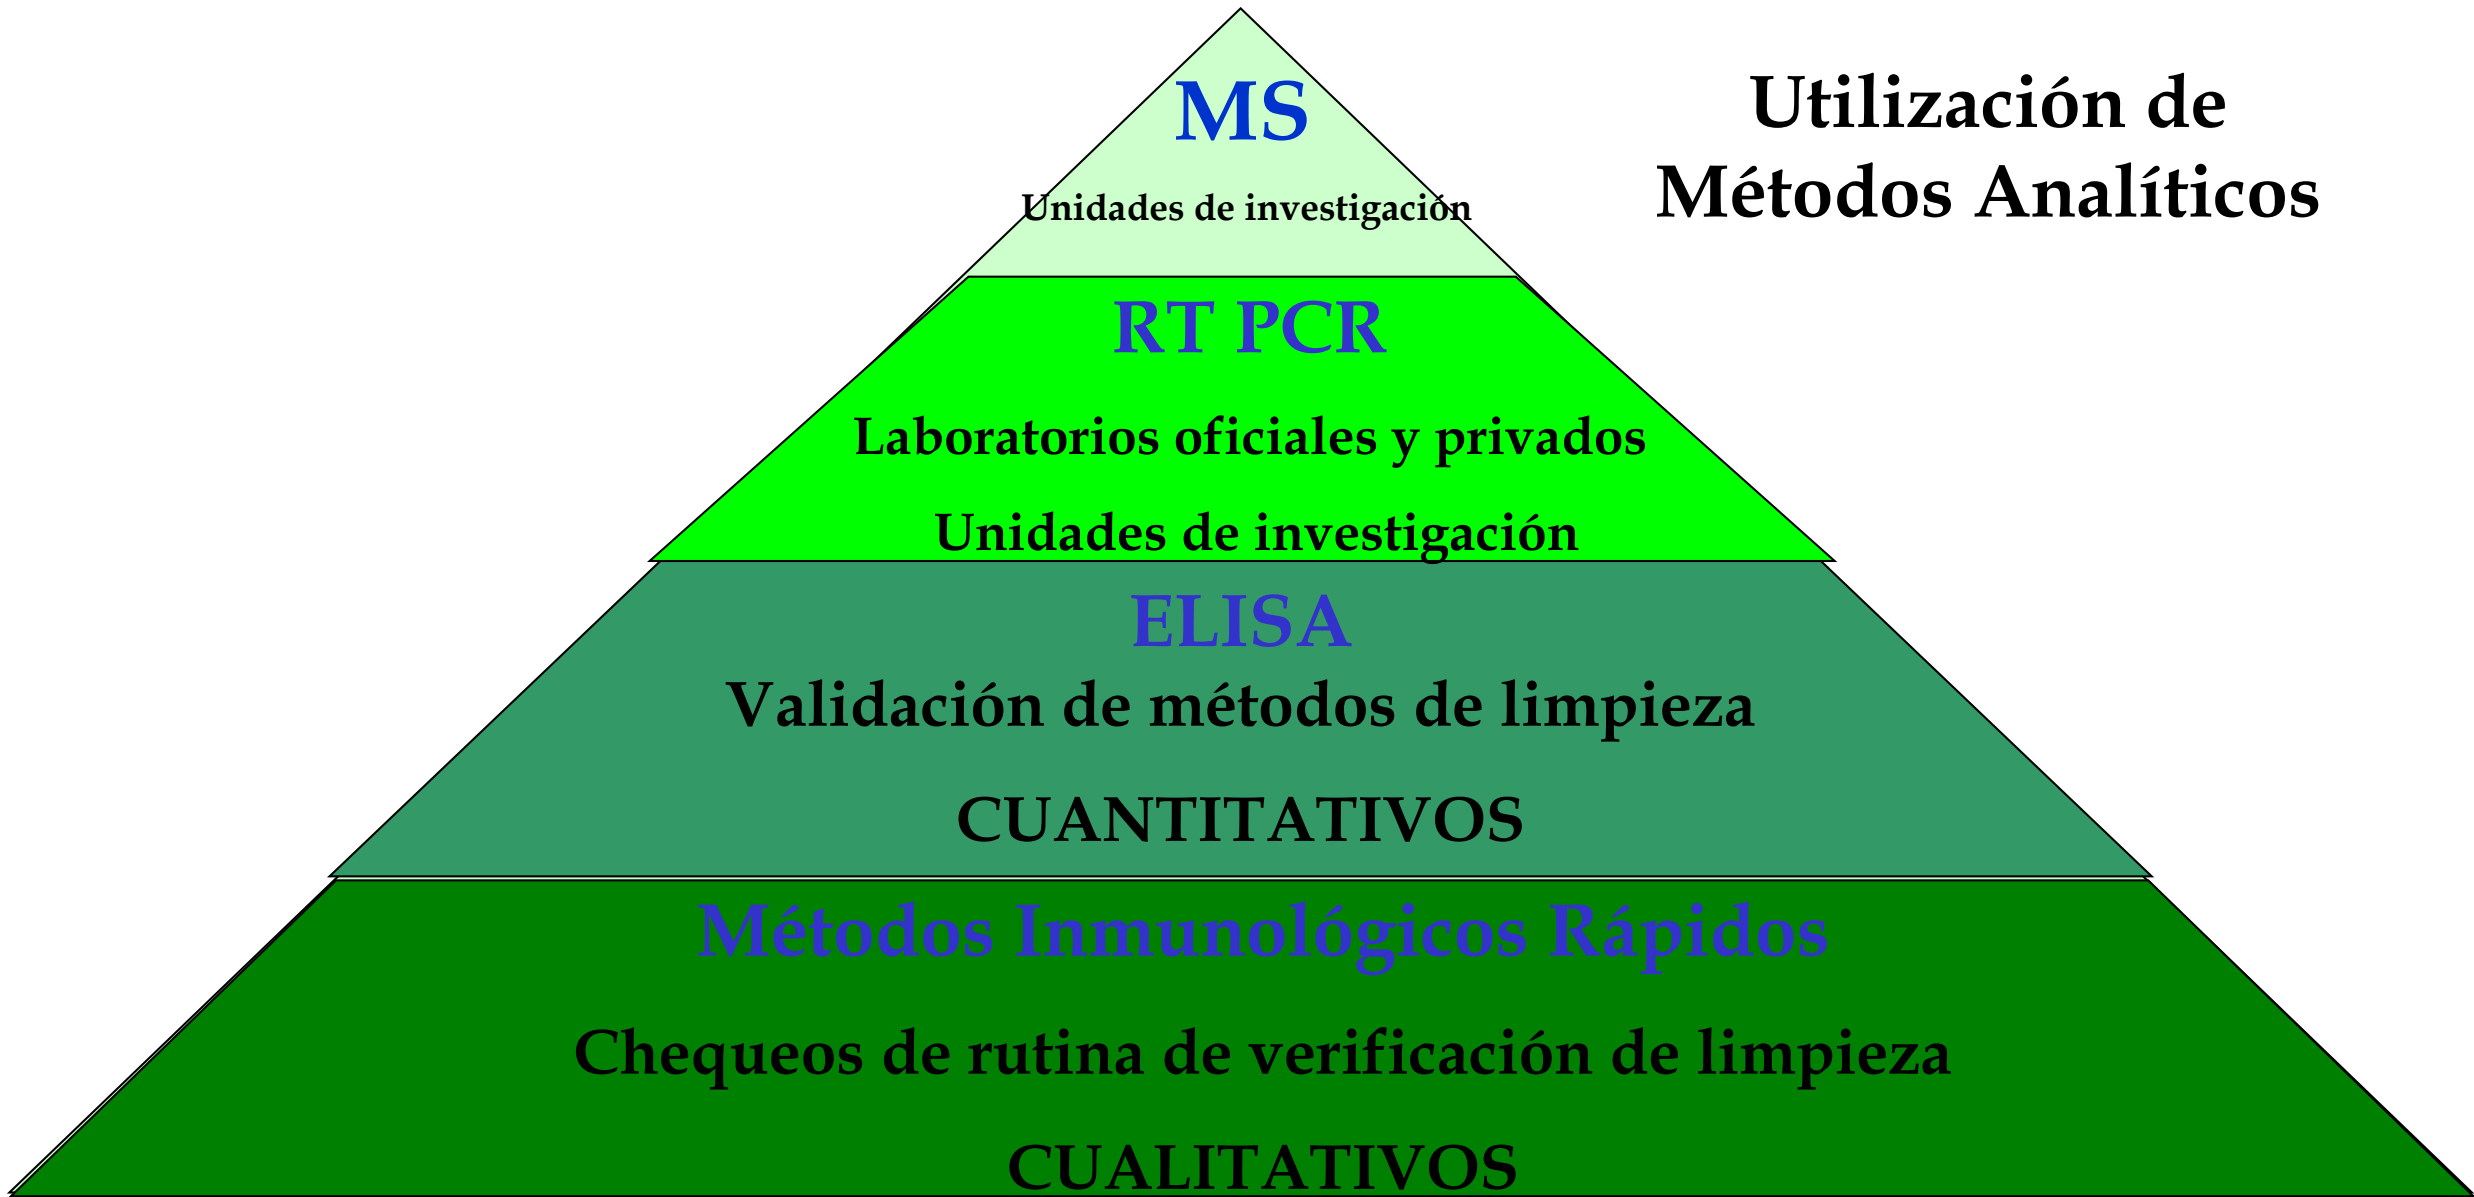 Utilización de
Métodos Analíticos
MS
Unidades de investigación
RT PCR
Laboratorios oficiales y privados
Unidades de investigación
ELISA
Validación de métodos de limpieza
CUANTITATIVOS
Métodos Inmunológicos Rápidos
Chequeos de rutina de verificación de limpieza
CUALITATIVOS